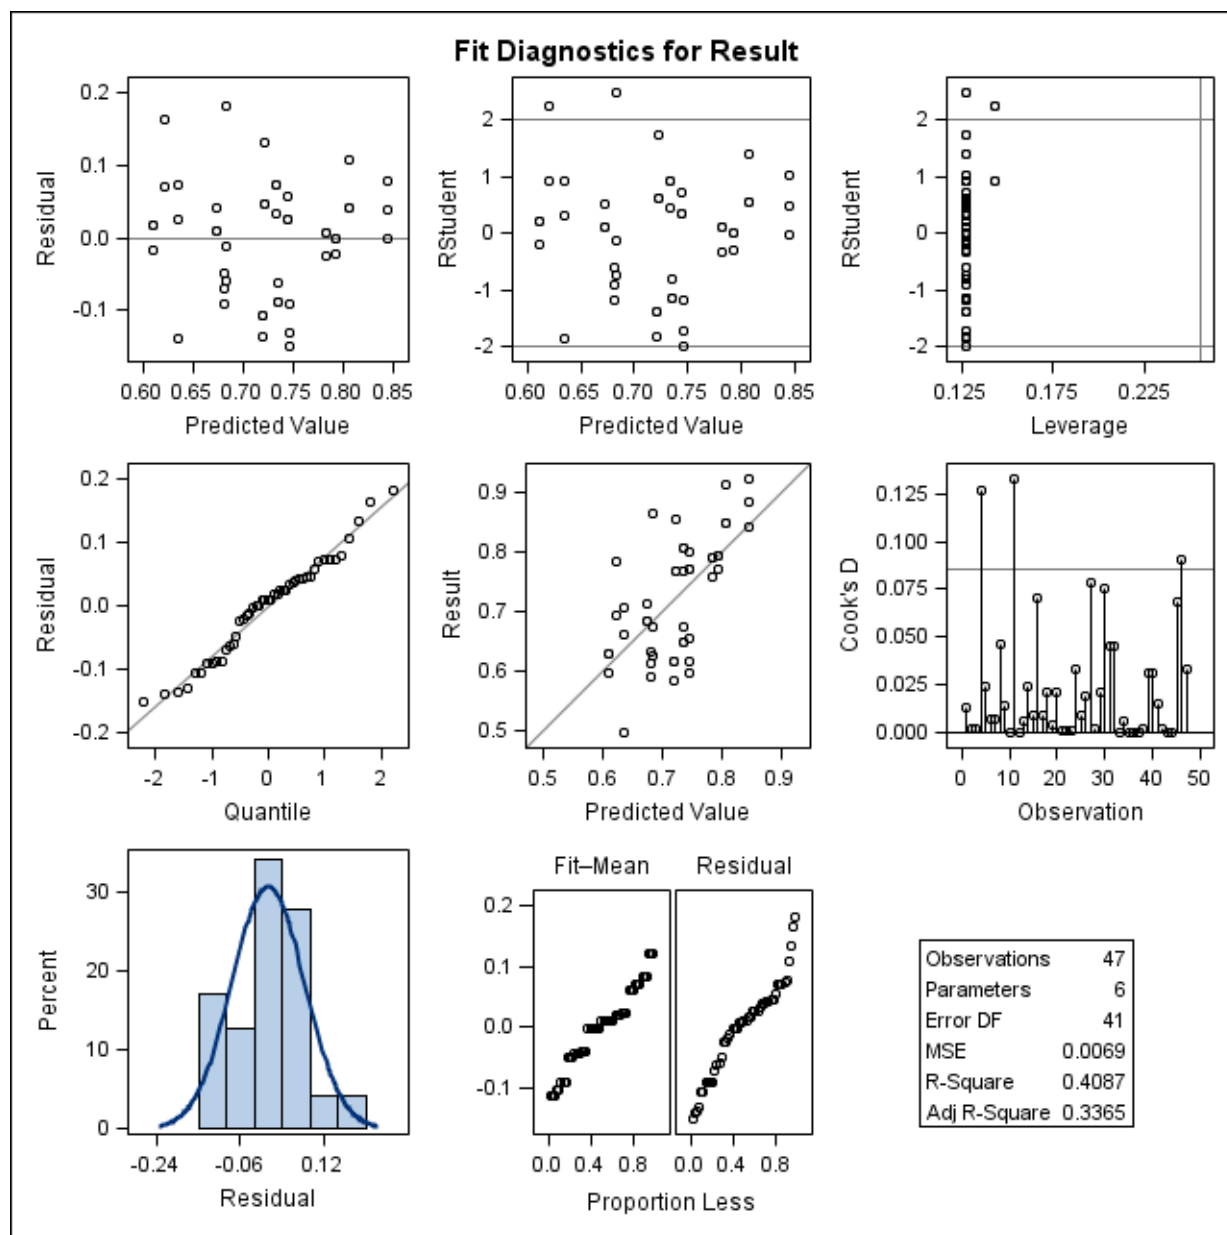 Fit Diagnostics for Result
Residual
0.2
0.1
0.0
-0.1
0.60 0.65 0.70 0.75 0.80 0.85
Predicted Value
RStudent
2
1
0
-1
-2
0.60 0.65 0.70 0.75 0.80 0.85
Predicted Value
RStudent
2
1
0
-1
-2
0.125 0.175 0.225
Leverage
Residual
0.2
0.1
0.0
-0.1
-0.2
-2 -1 0 1 2
Quantile
Result
0.9
0.8
0.7
0.6
0.5
0.5 0.6 0.7 0.8 0.9
Predicted Value
Cook's D
0.125
0.100
0.075
0.050
0.025
0.000
0 10 20 30 40 50
Observation
Percent
30
20
10
0
-0.24 -0.06 0.12
Residual
Fit–Mean Residual
0.2
0.1
0.0
-0.1
0.0 0.4 0.8 0.0 0.4 0.8
Proportion Less
Observations 47
Parameters 6
Error DF 41
MSE 0.0069
R-Square 0.4087
Adj R-Square 0.3365